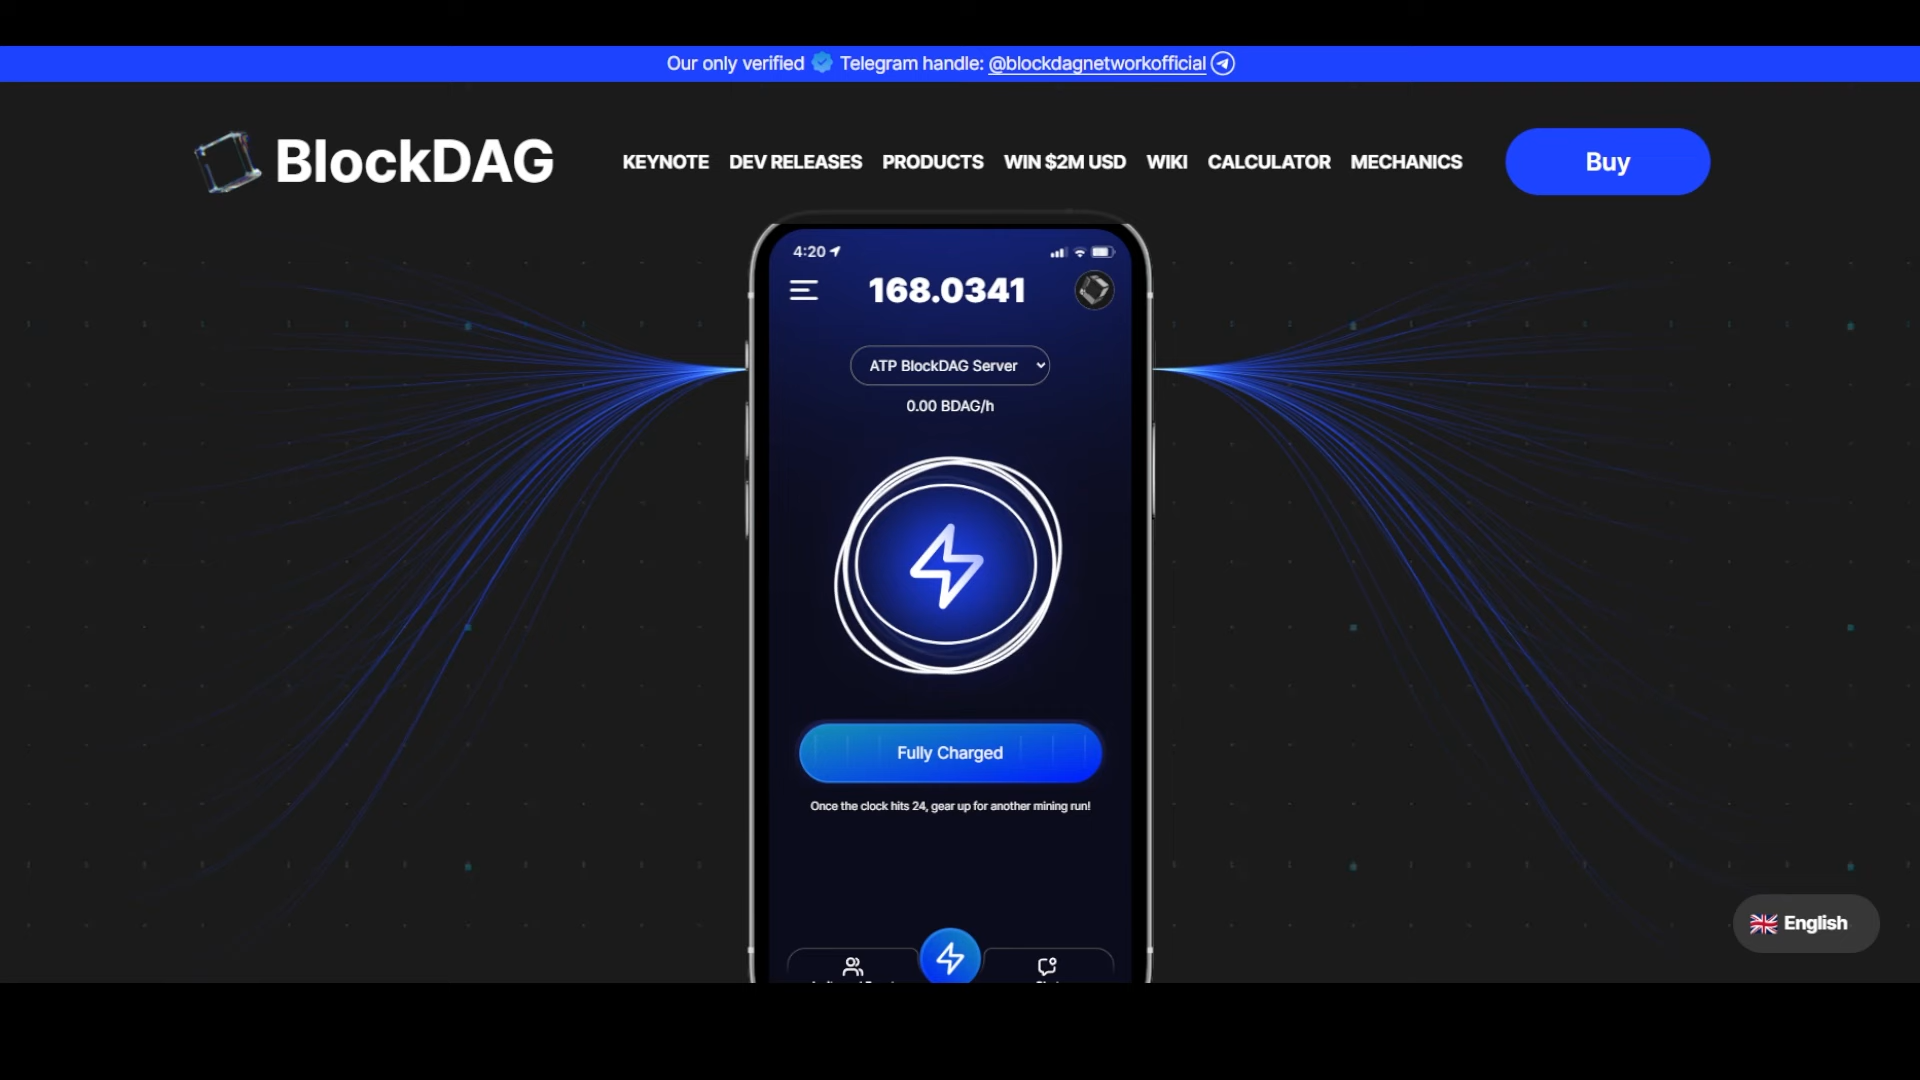 Our only verified Telegram handle: @blockdagnetworkofficial
BlockDAG
KEYNOTE DEV RELEASES PRODUCTS WIN $2M USD WIKI CALCULATOR MECHANICS
Buy
4:20
168.0341
ATP BlockDAG Server
0.00 BDAG/h
Fully Charged
Once the clock hits 24, gear up for another mining run!
English